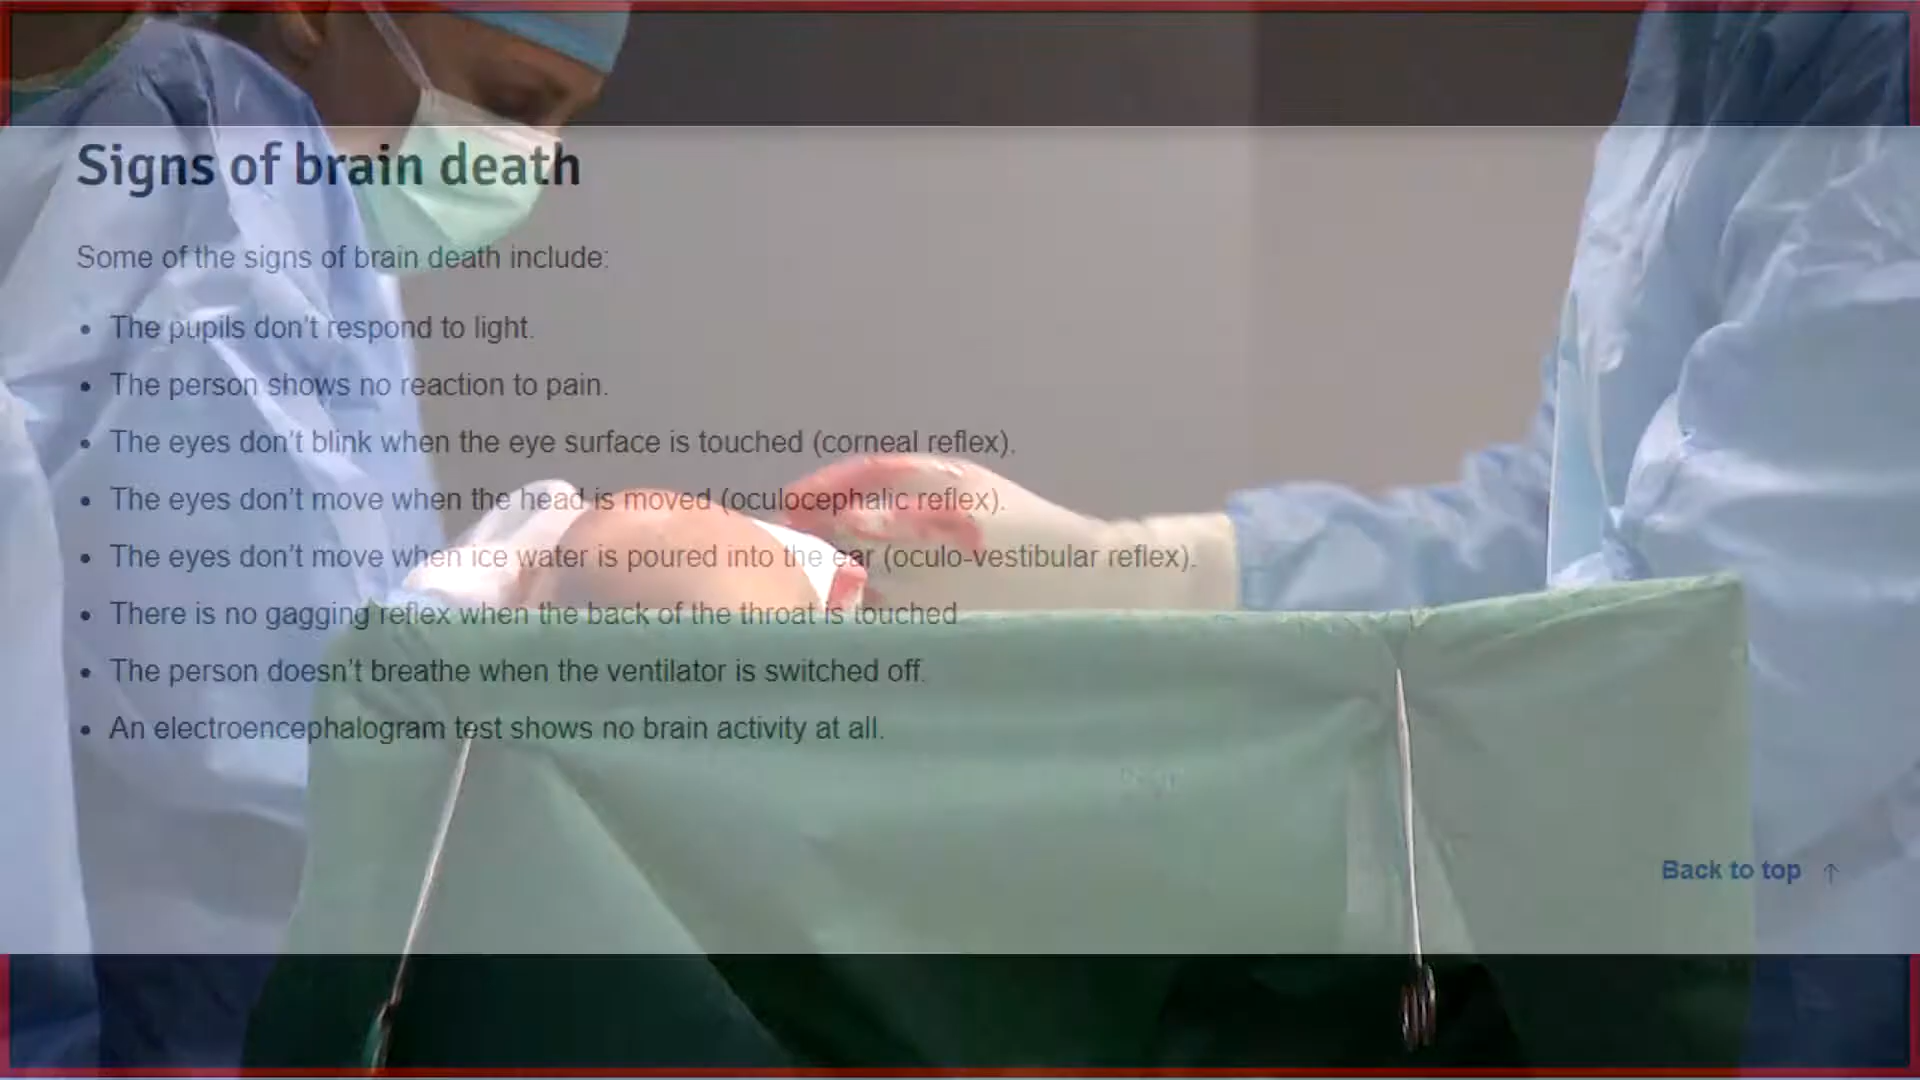 Signs of brain death
Some of the signs of brain death include:
• The pupils don't respond to light.
• The person shows no reaction to pain.
• The eyes don't blink when the eye surface is touched (corneal reflex).
• The eyes don't move when the head is moved (oculocephalic reflex).
• The eyes don't move when ice water is poured into the ear (oculo-vestibular reflex).
• There is no gagging reflex when the back of the throat is touched
• The person doesn't breathe when the ventilator is switched off.
• An electroencephalogram test shows no brain activity at all.
Back to top ↑